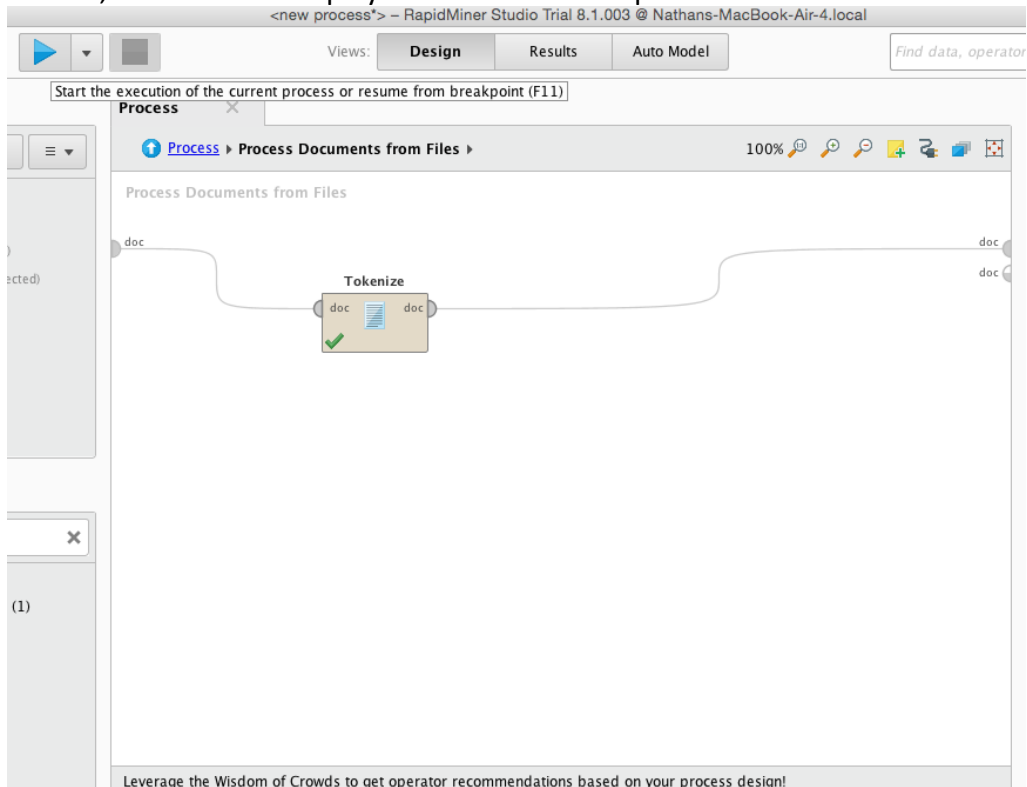 <new process*> – RapidMiner Studio Trial 8.1.003 @ Nathans-MacBook-Air-4.local
Views: Design Results Auto Model Find data, operator
Start the execution of the current process or resume from breakpoint (F11)
Process
Process Process Documents from Files 100%
Process Documents from Files
doc doc
ected) doc
Tokenize
doc doc
(1)
Leverage the Wisdom of Crowds to get operator recommendations based on your process design!